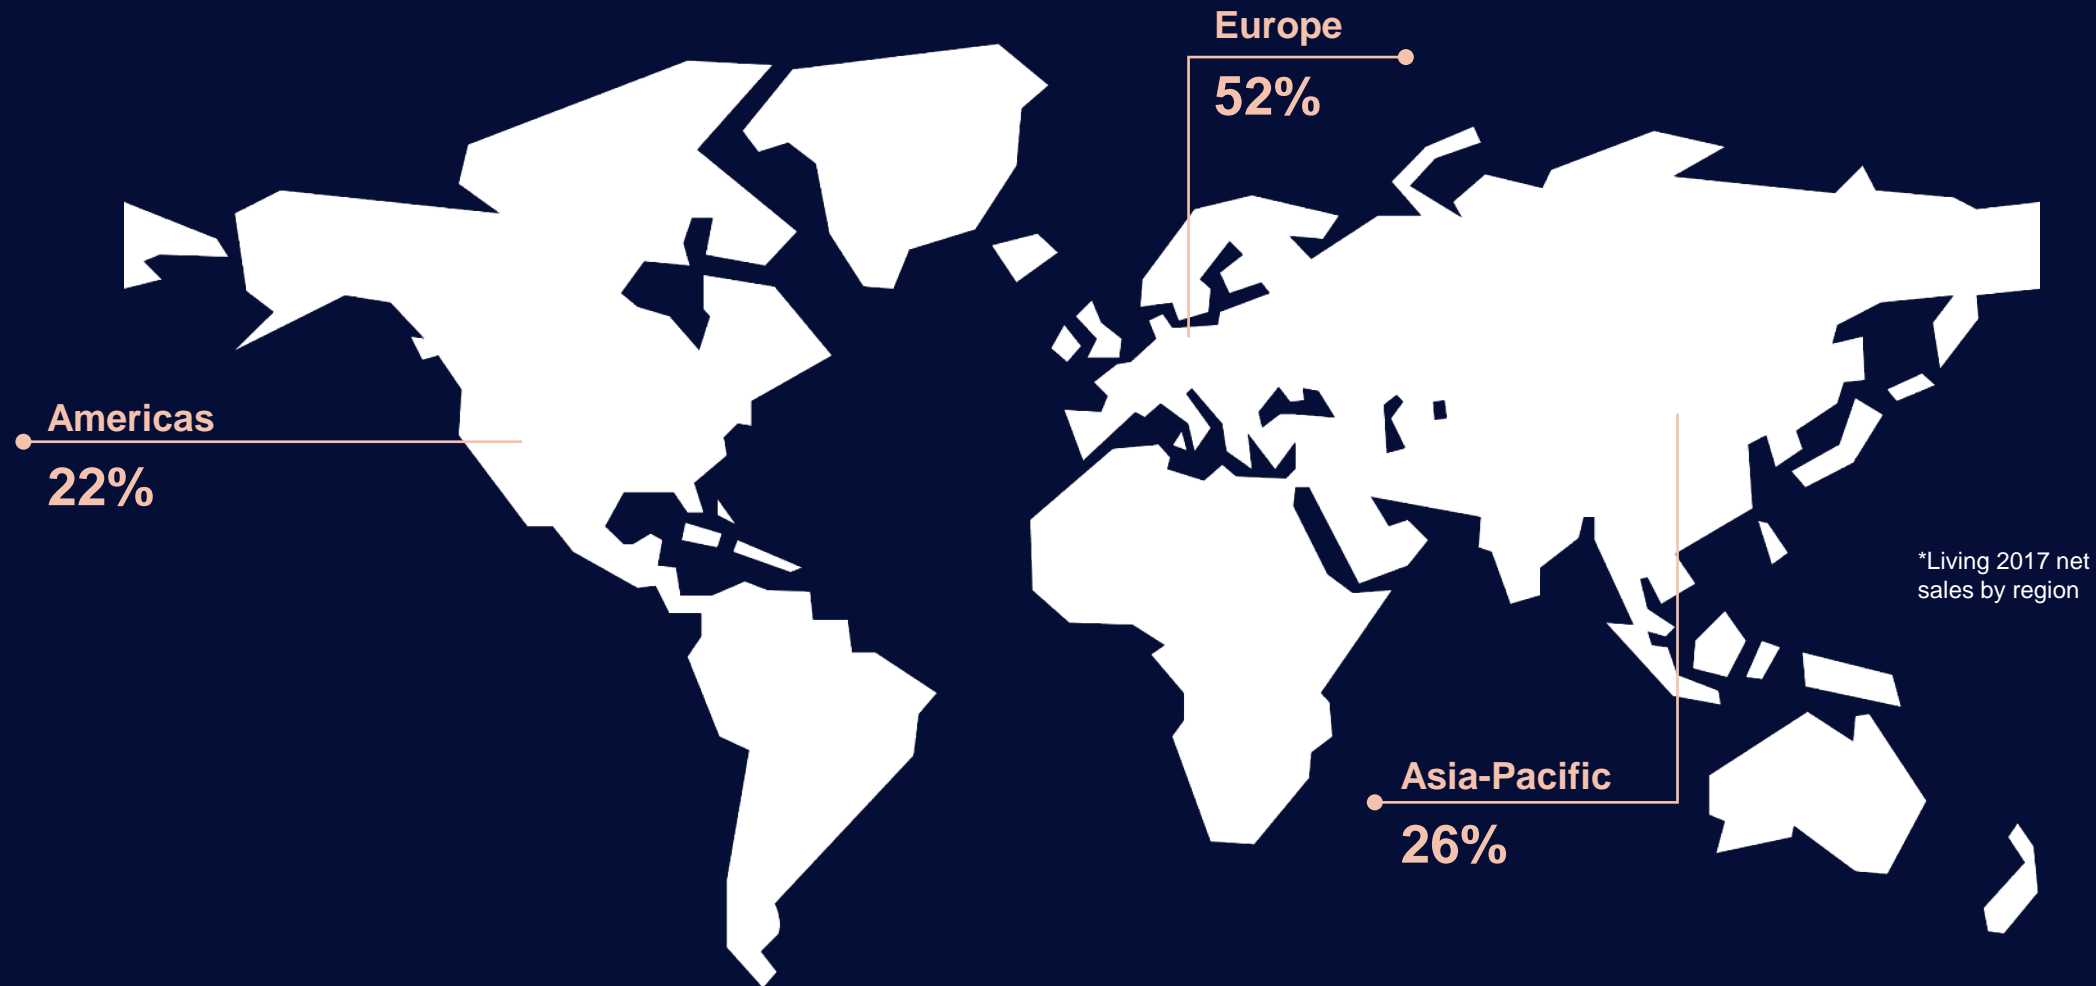 Europe
52%
Americas
22%
*Living 2017 net
sales by region
Asia-Pacific
26%